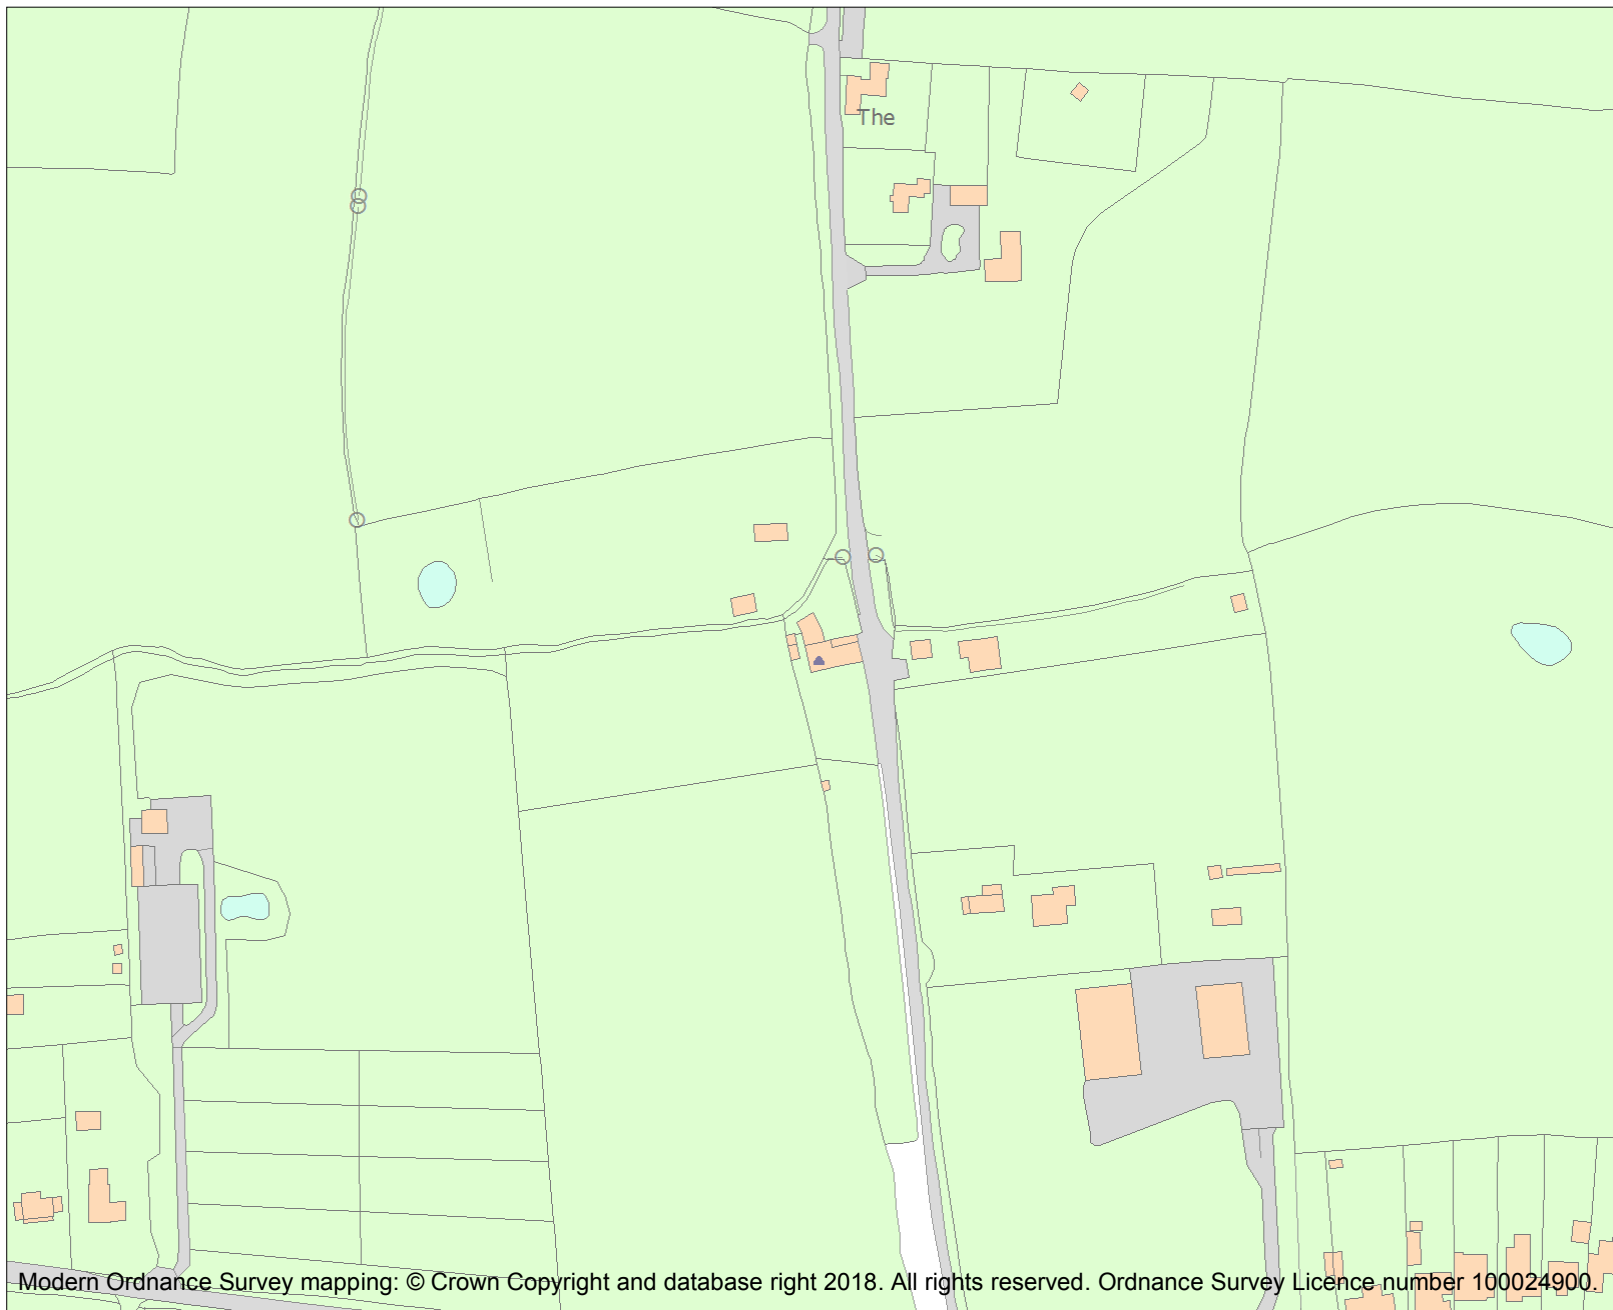 The
Modern Ordnance Survey mapping: © Crown Copyright and database right 2018. All rights reserved. Ordnance Survey Licence number 100024900.